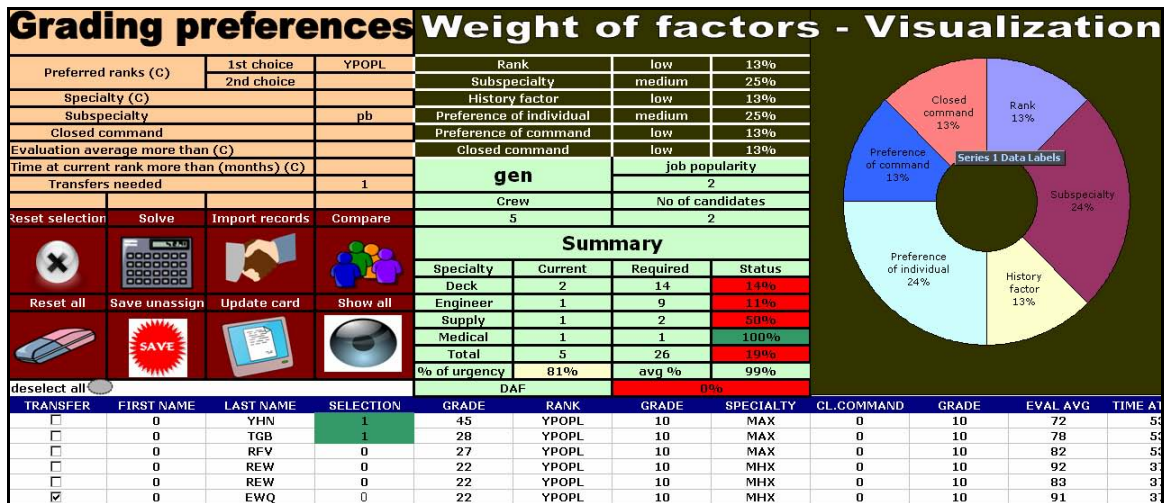 Grading preferences Weight of factors - Visualization
Preferred ranks (C) 1st choice YPOPL
2nd choice
Specialty (C)
Subspecialty pb
Closed command
Evaluation average more than (C)
Time at current rank more than (months) (C)
Transfers needed 1
Rank low 13%
Subspecialty medium 25%
History factor low 13%
Preference of individual medium 25%
Preference of command low 13%
Closed command low 13%
gen job popularity
2
Crew No of candidates
5 2
Closed
command
13%
Rank
13%
Preference
of command
13%
Series 1 Data Labels
Subspecialty
24%
Preference
of individual
24%
History
factor
13%
Reset selection Solve Import records Compare
Reset all Save unassign Update card Show all
SAVE
deselect all
Summary
Specialty Current Required Status
Deck 2 14 14%
Engineer 1 9 11%
Supply 1 2 50%
Medical 1 1 100%
Total 5 26 19%
% of urgency 81% avg % 99%
DAF 0%
TRANSFER FIRST NAME LAST NAME SELECTION GRADE RANK GRADE SPECIALTY CL.COMMAND GRADE EVAL AVG TIME AT
0 YHN 1 45 YPOPL 10 MAX 0 10 72 53
0 TGB 1 28 YPOPL 10 MAX 0 10 78 53
0 RFV 0 27 YPOPL 10 MAX 0 10 82 53
0 REW 0 22 YPOPL 10 MHX 0 10 92 37
0 REW 0 22 YPOPL 10 MHX 0 10 83 37
0 EWQ 0 22 YPOPL 10 MHX 0 10 91 37